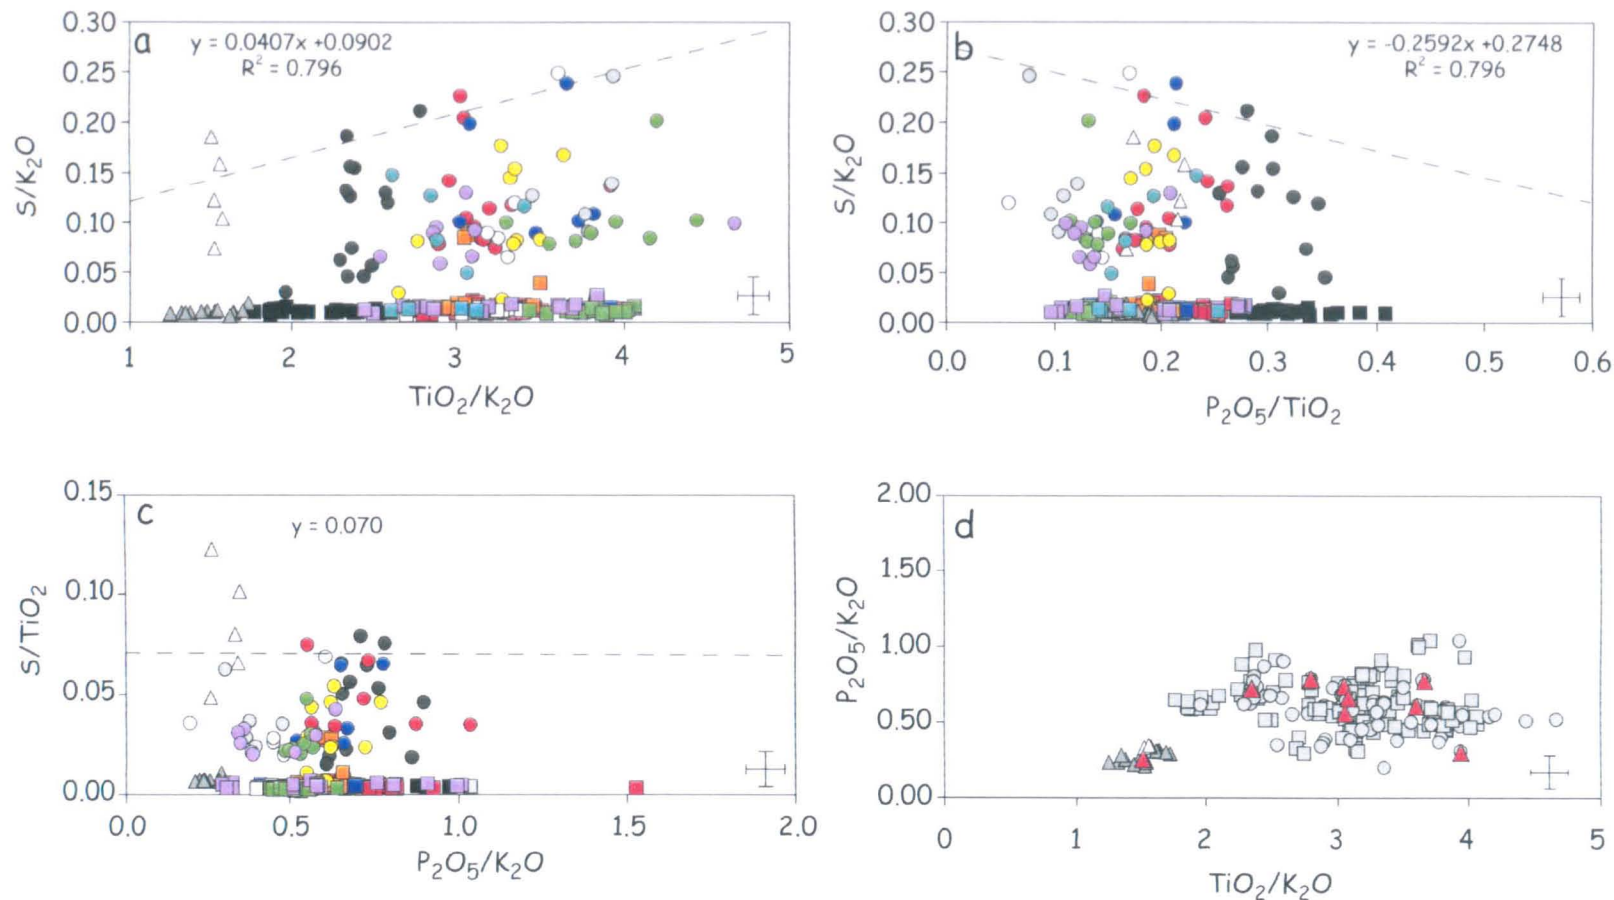 a
y = 0.0407x +0.0902
R² = 0.796
0.30
0.25
0.20
0.15
0.10
0.05
0.00
S/K₂O
1 2 3 4 5
TiO₂/K₂O
b
y = -0.2592x +0.2748
R² = 0.796
0.30
0.25
0.20
0.15
0.10
0.05
0.00
S/K₂O
0.0 0.1 0.2 0.3 0.4 0.5 0.6
P₂O₅/TiO₂
c
y = 0.070
0.15
0.10
0.05
0.00
S/TiO₂
0.0 0.5 1.0 1.5 2.0
P₂O₅/K₂O
d
2.00
1.50
1.00
0.50
0.00
P₂O₅/K₂O
0 1 2 3 4 5
TiO₂/K₂O